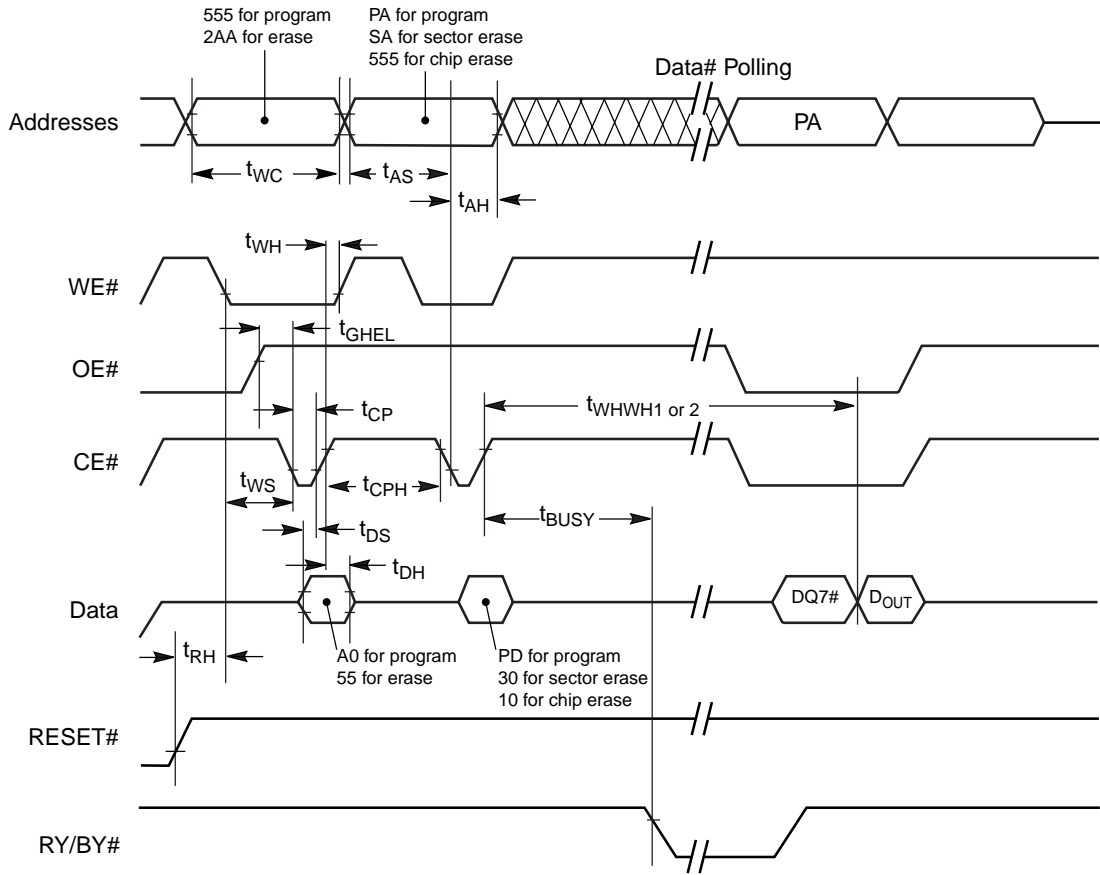 555 for program
2AA for erase
PA for program
SA for sector erase
555 for chip erase
Data# Polling
Addresses
PA
tWC
tAS
tAH
tWH
WE#
tGHEL
OE#
tWHWH1 or 2
tCP
CE#
tWS
tCPH
tBUSY
tDS
tDH
Data
DQ7#
DOUT
tRH
A0 for program
55 for erase
PD for program
30 for sector erase
10 for chip erase
RESET#
RY/BY#